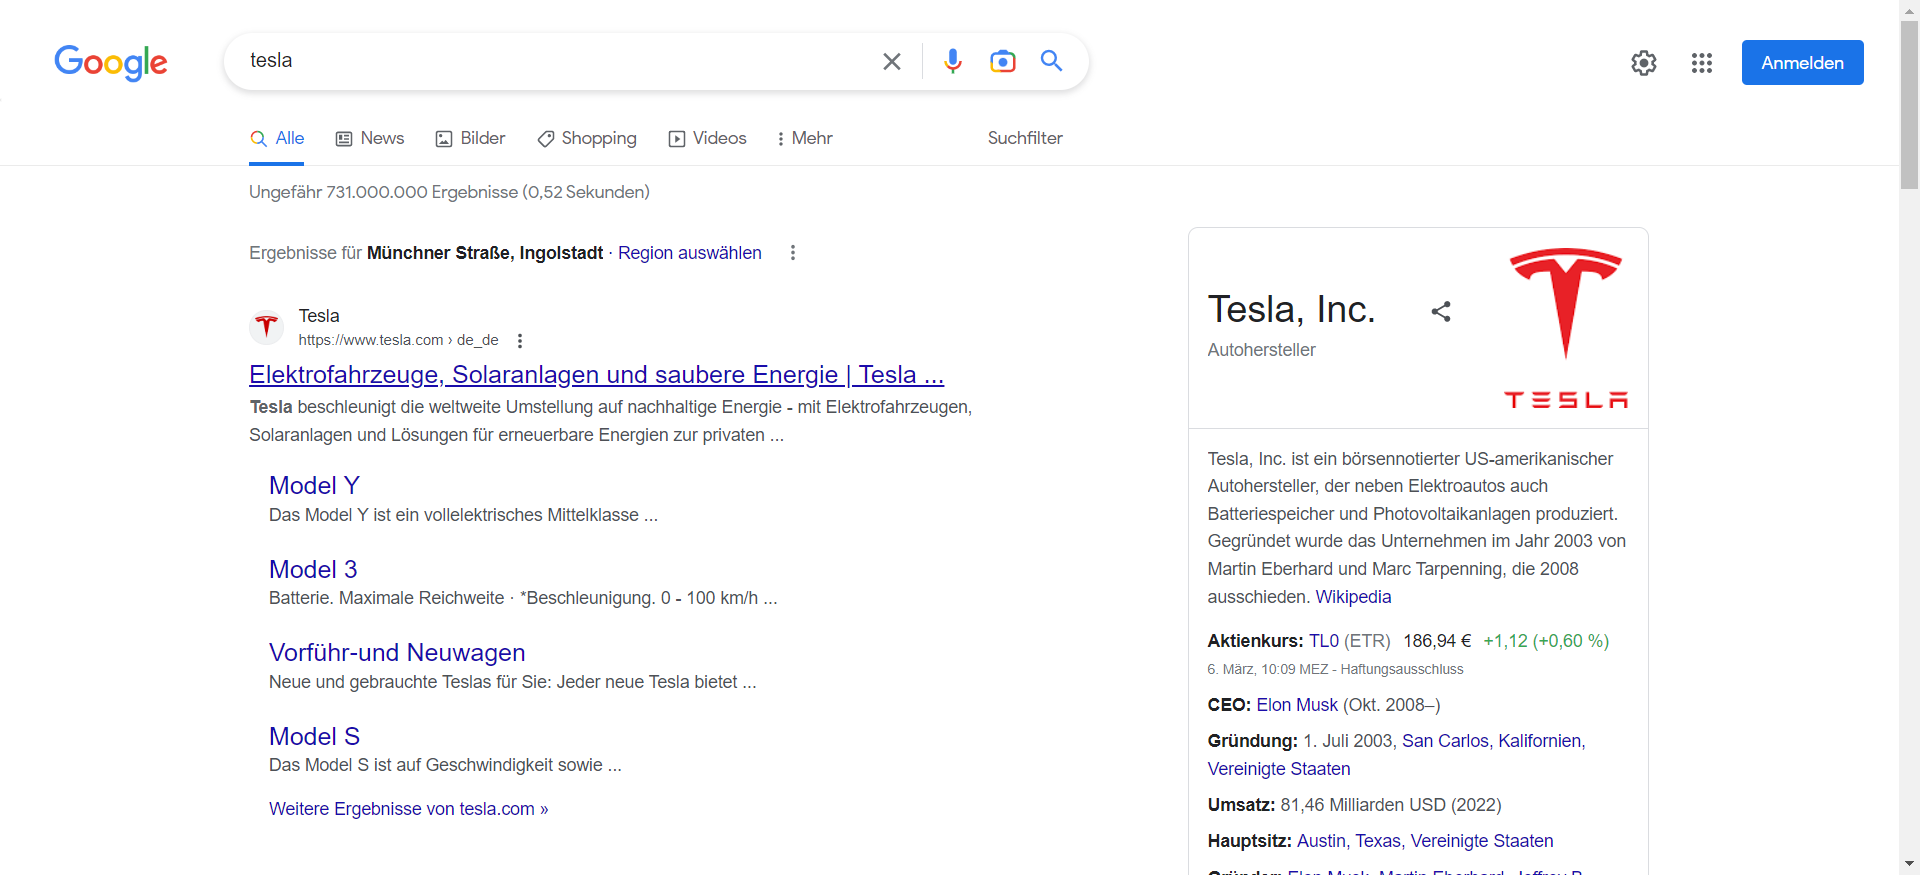 Google
tesla
Anmelden
Alle
News
Bilder
Shopping
Videos
Mehr
Suchfilter
Ungefähr 731.000.000 Ergebnisse (0,52 Sekunden)
Ergebnisse für Münchner Straße, Ingolstadt · Region auswählen
Tesla
https://www.tesla.com › de_de
Elektrofahrzeuge, Solaranlagen und saubere Energie | Tesla ...
Tesla beschleunigt die weltweite Umstellung auf nachhaltige Energie - mit Elektrofahrzeugen,
Solaranlagen und Lösungen für erneuerbare Energien zur privaten ...
Model Y
Das Model Y ist ein vollelektrisches Mittelklasse ...
Model 3
Batterie. Maximale Reichweite · *Beschleunigung. 0 - 100 km/h ...
Vorführ-und Neuwagen
Neue und gebrauchte Teslas für Sie: Jeder neue Tesla bietet ...
Model S
Das Model S ist auf Geschwindigkeit sowie ...
Weitere Ergebnisse von tesla.com »
Tesla, Inc.
Autohersteller
TESLA
Tesla, Inc. ist ein börsennotierter US-amerikanischer
Autohersteller, der neben Elektroautos auch
Batteriespeicher und Photovoltaikanlagen produziert.
Gegründet wurde das Unternehmen im Jahr 2003 von
Martin Eberhard und Marc Tarpenning, die 2008
ausschieden. Wikipedia
Aktienkurs: TL0 (ETR) 186,94 € +1,12 (+0,60 %)
6. März, 10:09 MEZ - Haftungsausschluss
CEO: Elon Musk (Okt. 2008–)
Gründung: 1. Juli 2003, San Carlos, Kalifornien,
Vereinigte Staaten
Umsatz: 81,46 Milliarden USD (2022)
Hauptsitz: Austin, Texas, Vereinigte Staaten